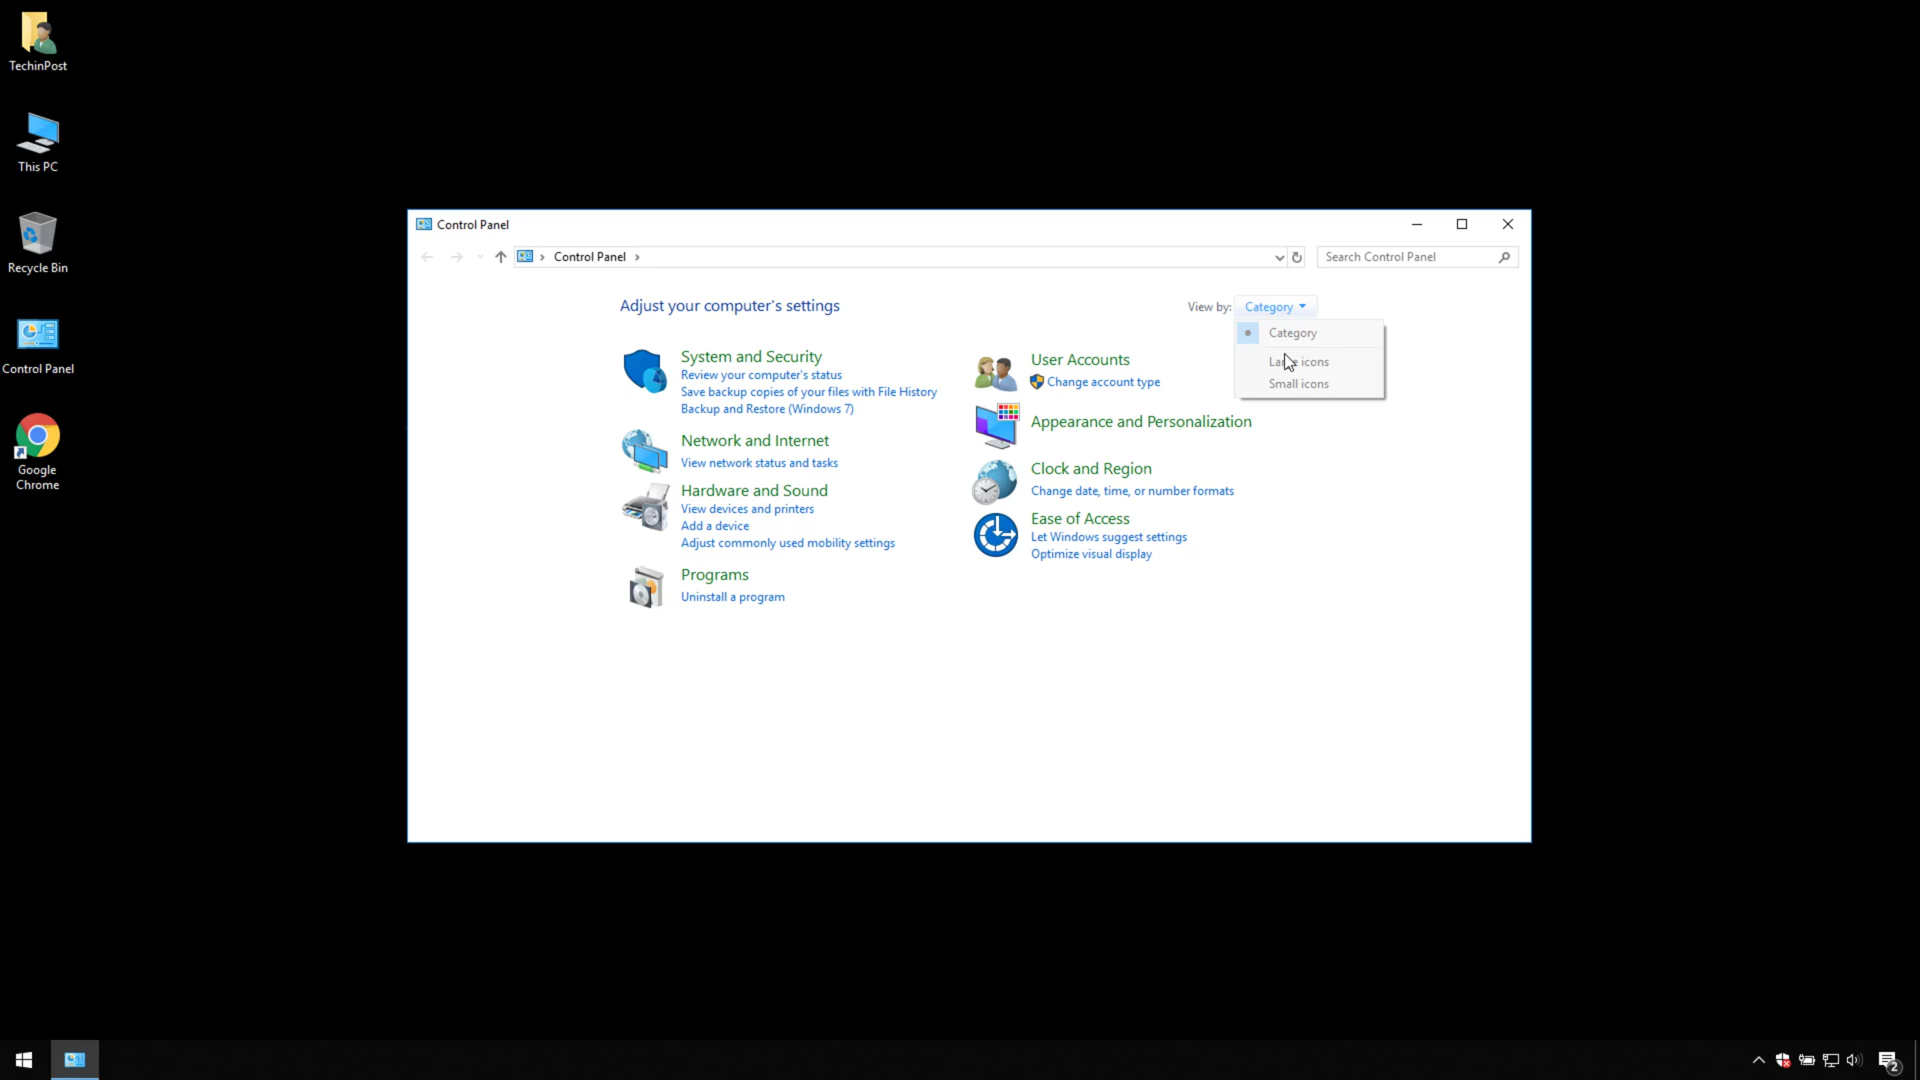 TechinPost
This PC
Recycle Bin
Control Panel
Google
Chrome
Control Panel
Control Panel
Search Control Panel
Adjust your computer's settings
View by: Category
Category
Large icons
Small icons
System and Security
Review your computer's status
Save backup copies of your files with File History
Backup and Restore (Windows 7)
Network and Internet
View network status and tasks
Hardware and Sound
View devices and printers
Add a device
Adjust commonly used mobility settings
Programs
Uninstall a program
User Accounts
Change account type
Appearance and Personalization
Clock and Region
Change date, time, or number formats
Ease of Access
Let Windows suggest settings
Optimize visual display
2